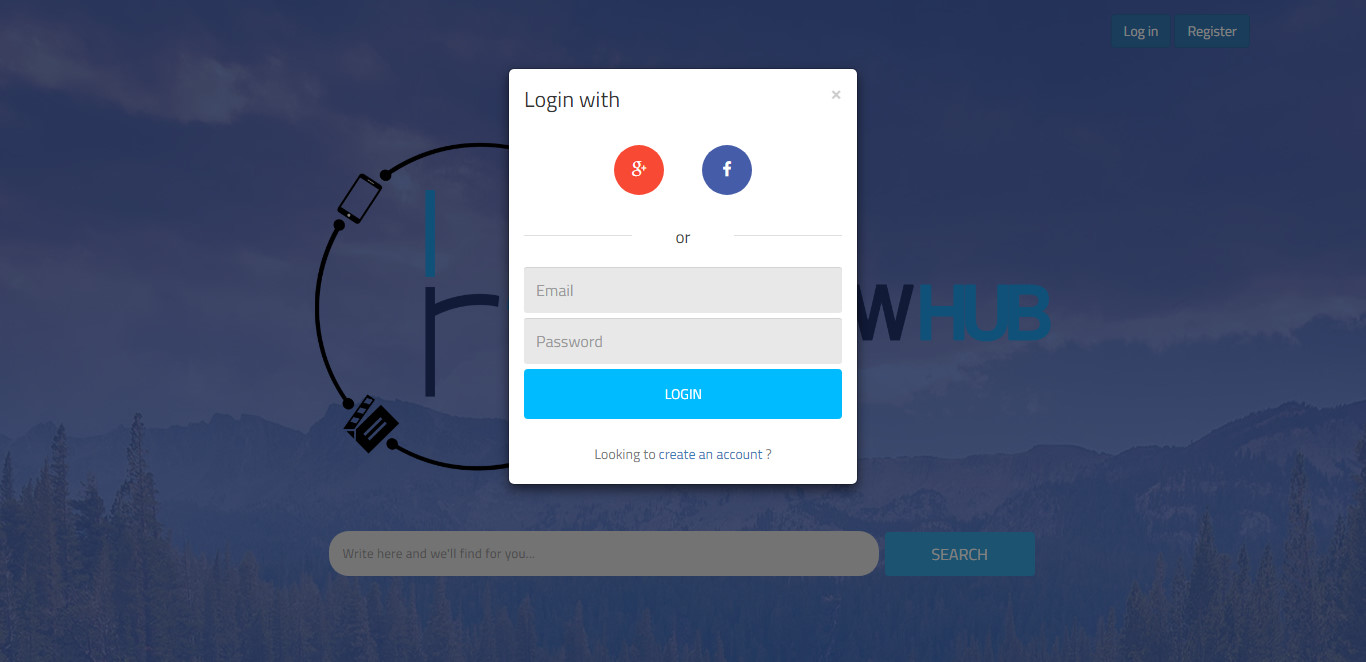 Log in Register
Login with ×
g+ f
or
Email
Password
WHUB
LOGIN
Looking to create an account ?
Write here and we'll find for you... SEARCH